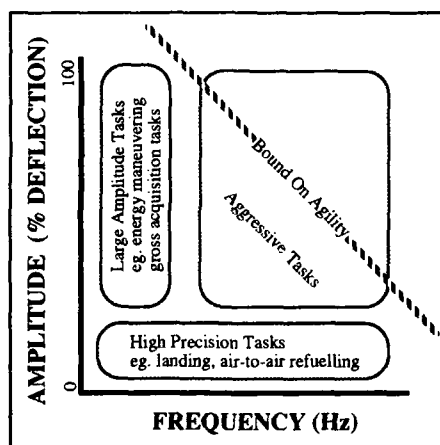 AMPLITUDE (% DEFLECTION)
100
0
Large Amplitude Tasks
eg. energy maneuvering
gross acquisition tasks
Bound On Agility
Aggressive Tasks
High Precision Tasks
eg. landing, air-to-air refuelling
FREQUENCY (Hz)